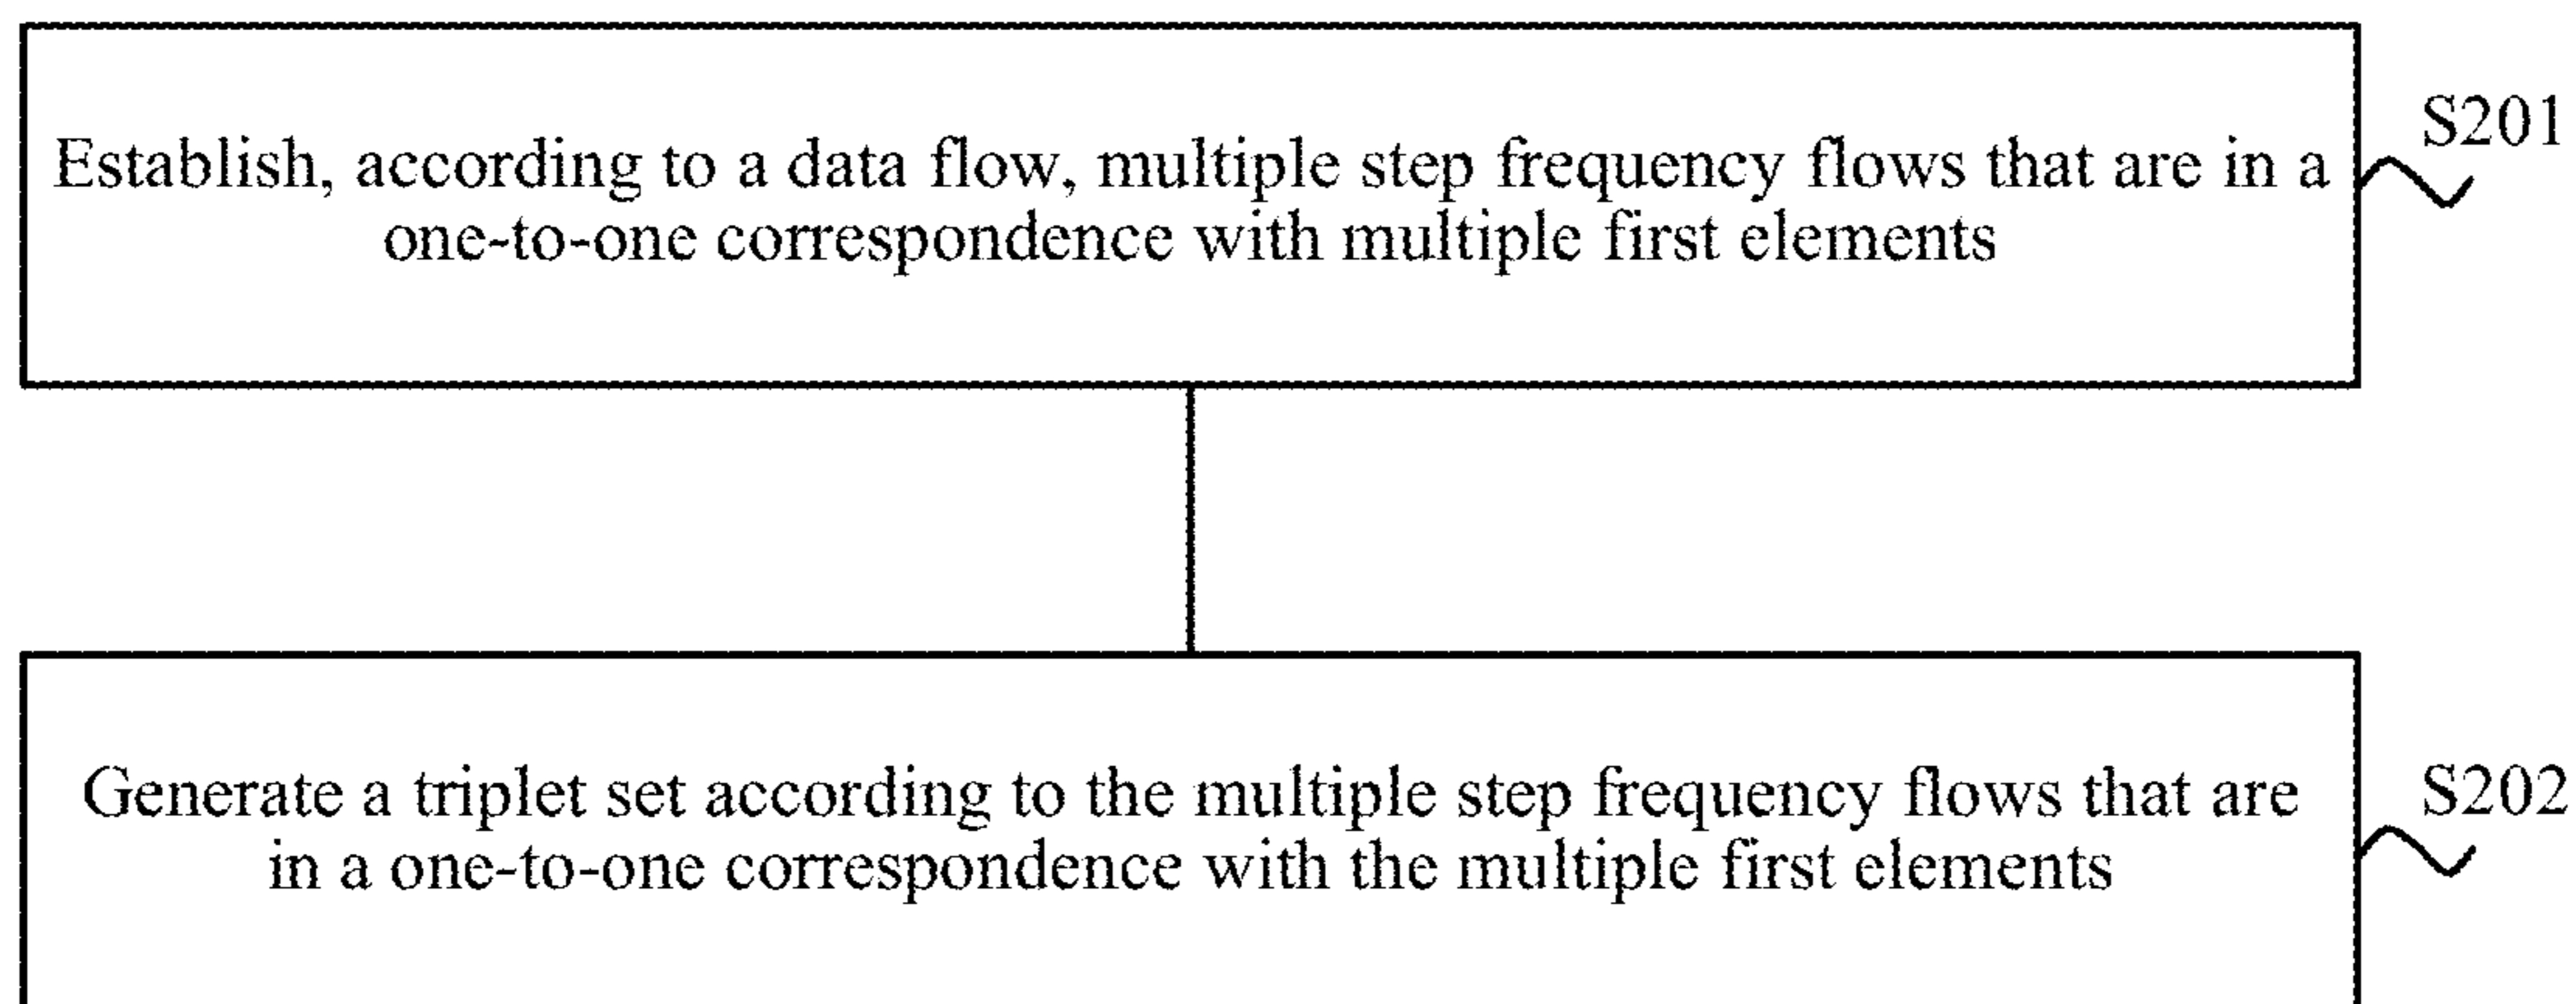 Establish, according to a data flow, multiple step frequency flows that are in a
one-to-one correspondence with multiple first elements
S201
Generate a triplet set according to the multiple step frequency flows that are
in a one-to-one correspondence with the multiple first elements
S202